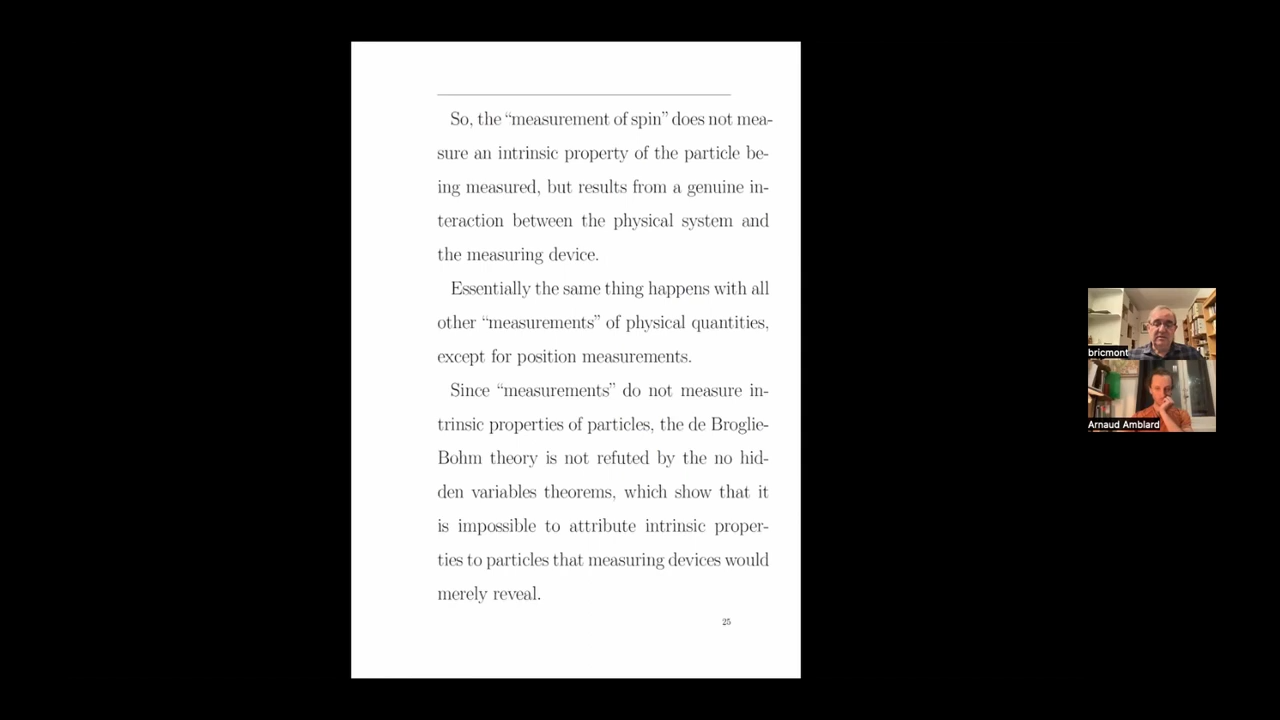 So, the “measurement of spin” does not mea-
sure an intrinsic property of the particle be-
ing measured, but results from a genuine in-
teraction between the physical system and
the measuring device.
Essentially the same thing happens with all
other “measurements” of physical quantities,
except for position measurements.
Since “measurements” do not measure in-
trinsic properties of particles, the de Broglie-
Bohm theory is not refuted by the no hid-
den variables theorems, which show that it
is impossible to attribute intrinsic proper-
ties to particles that measuring devices would
merely reveal.
25
bricmont
Arnaud Amblard